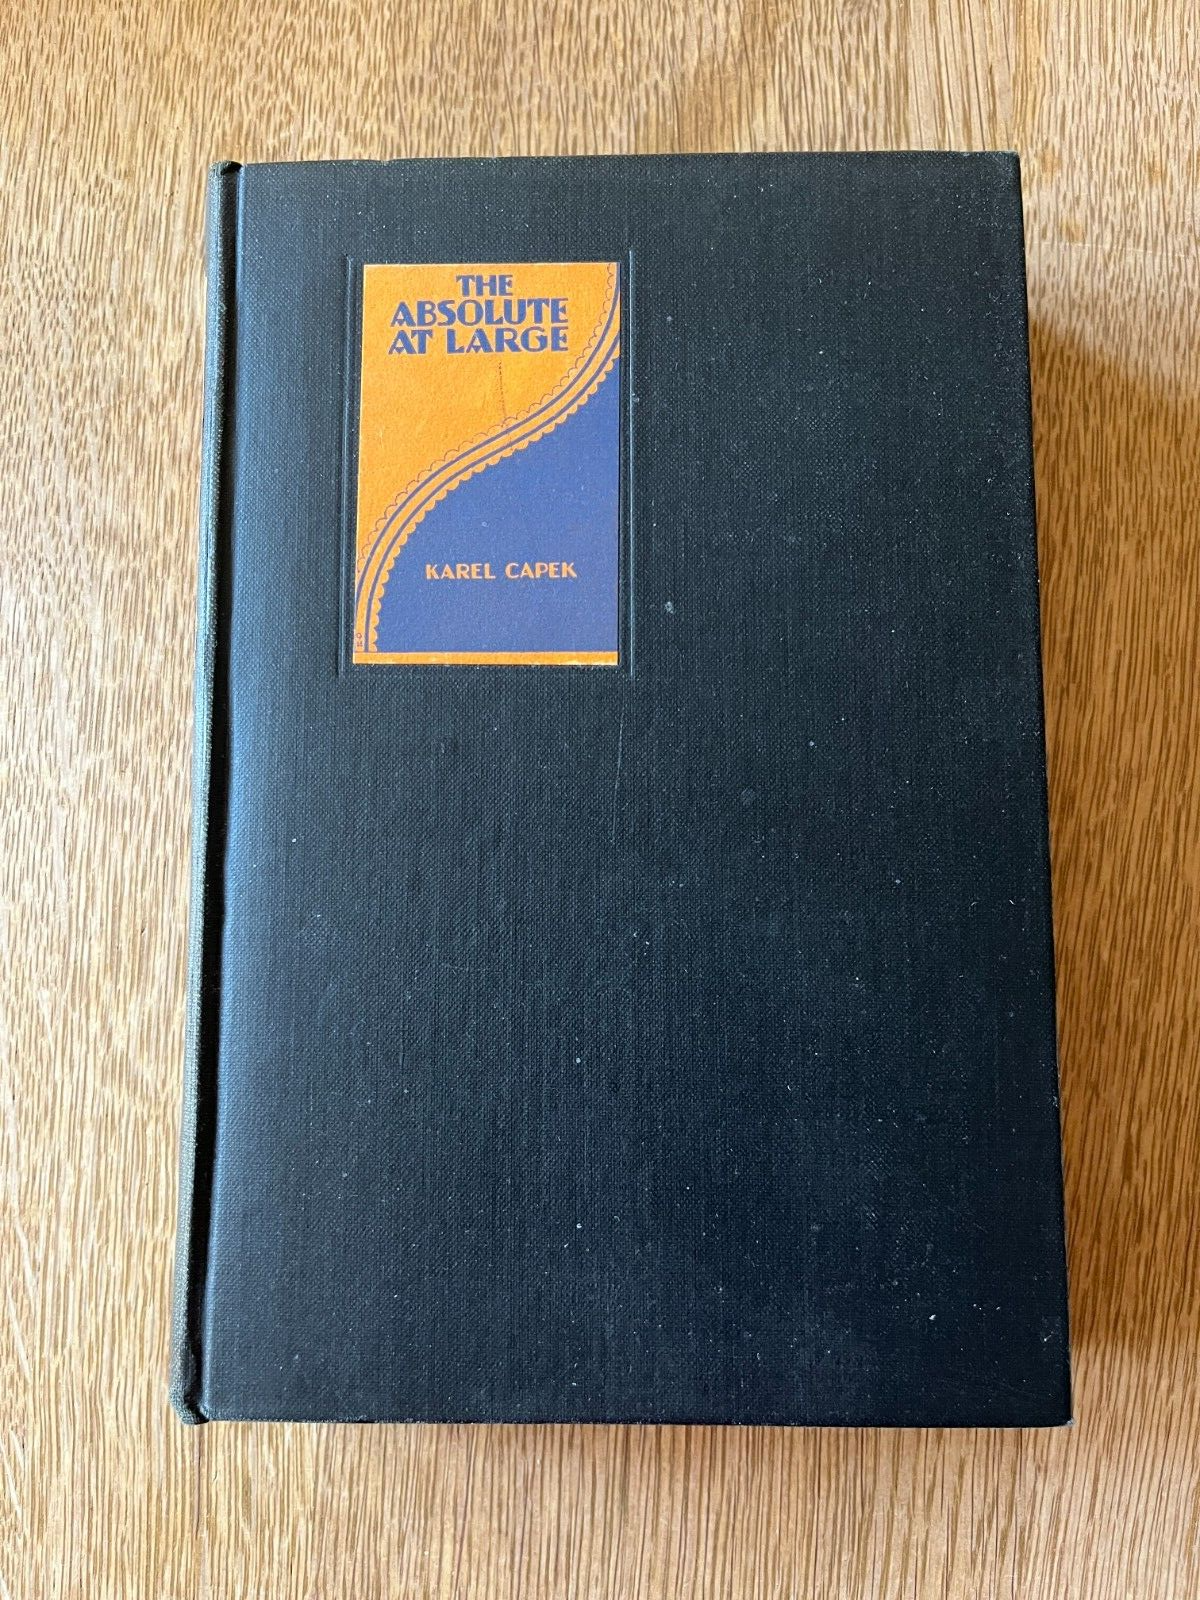 THE
ABSOLUTE
AT LARGE
KAREL CAPEK